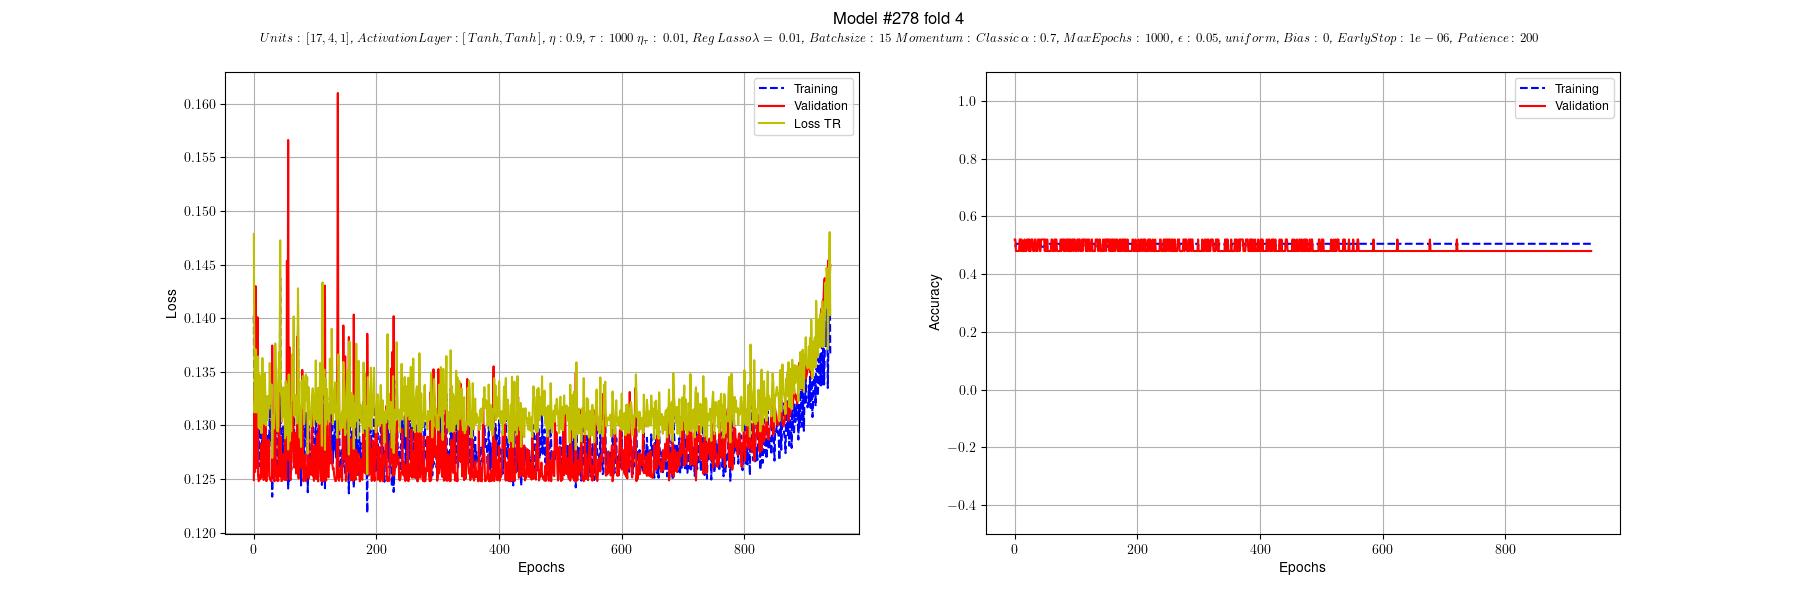 Model #278 fold 4
Units : [17, 4, 1], ActivationLayer : [Tanh, Tanh], η : 0.9, τ : 1000 ητ : 0.01, Reg Lassoλ = 0.01, Batchsize : 15 Momentum : Classic α : 0.7, MaxEpochs : 1000, ϵ : 0.05, uniform, Bias : 0, EarlyStop : 1e − 06, Patience : 200
Loss
0.160
0.155
0.150
0.145
0.140
0.135
0.130
0.125
0.120
0 200 400 600 800
Epochs
Training
Validation
Loss TR
Accuracy
1.0
0.8
0.6
0.4
0.2
0.0
−0.2
−0.4
0 200 400 600 800
Epochs
Training
Validation